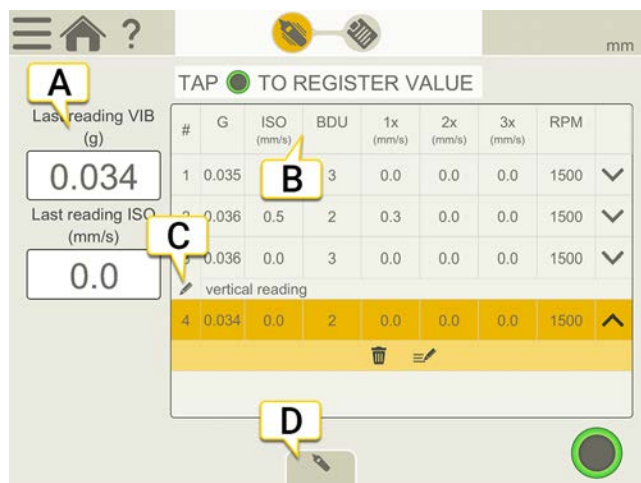 ?
mm
A
TAP TO REGISTER VALUE
Last reading VIB
(g)
0.034
Last reading ISO
(mm/s)
0.0
# G ISO (mm/s) BDU 1x (mm/s) 2x (mm/s) 3x (mm/s) RPM
B
1 0.035 3 0.0 0.0 0.0 1500
0.036 0.5 2 0.3 0.0 0.0 1500
C
0.036 0.0 3 0.0 0.0 0.0 1500
vertical reading
4 0.034 0.0 2 0.0 0.0 0.0 1500
D